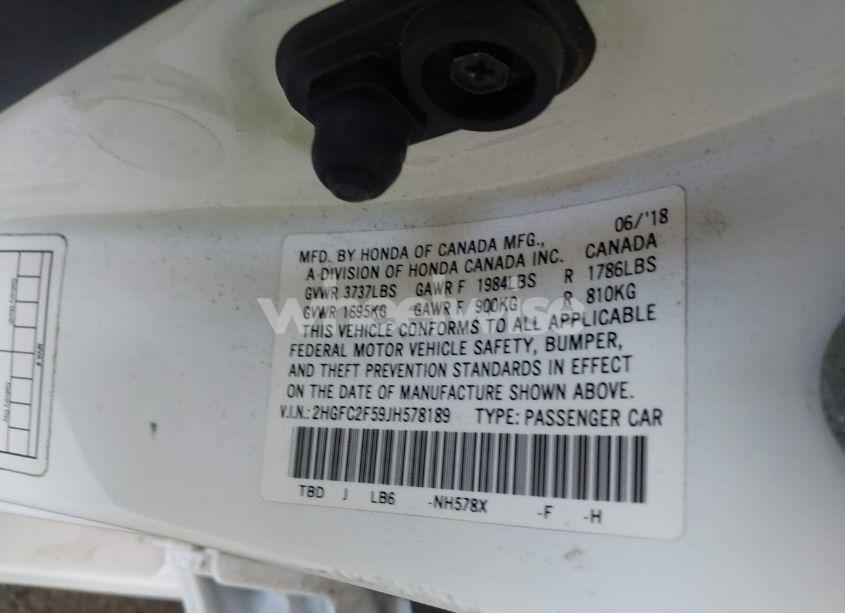 06/'18
MFD. BY HONDA OF CANADA MFG.,
A DIVISION OF HONDA CANADA INC. CANADA
GVWR 3737LBS GAWR F 1984LBS R 1786LBS
GVWR 1695KG GAWR F 900KG R 810KG
THIS VEHICLE CONFORMS TO ALL APPLICABLE
FEDERAL MOTOR VEHICLE SAFETY, BUMPER,
AND THEFT PREVENTION STANDARDS IN EFFECT
ON THE DATE OF MANUFACTURE SHOWN ABOVE.
V.I.N.: 2HGFC2F59JH578189 TYPE: PASSENGER CAR
TBD J LB6 -NH578X -F -H